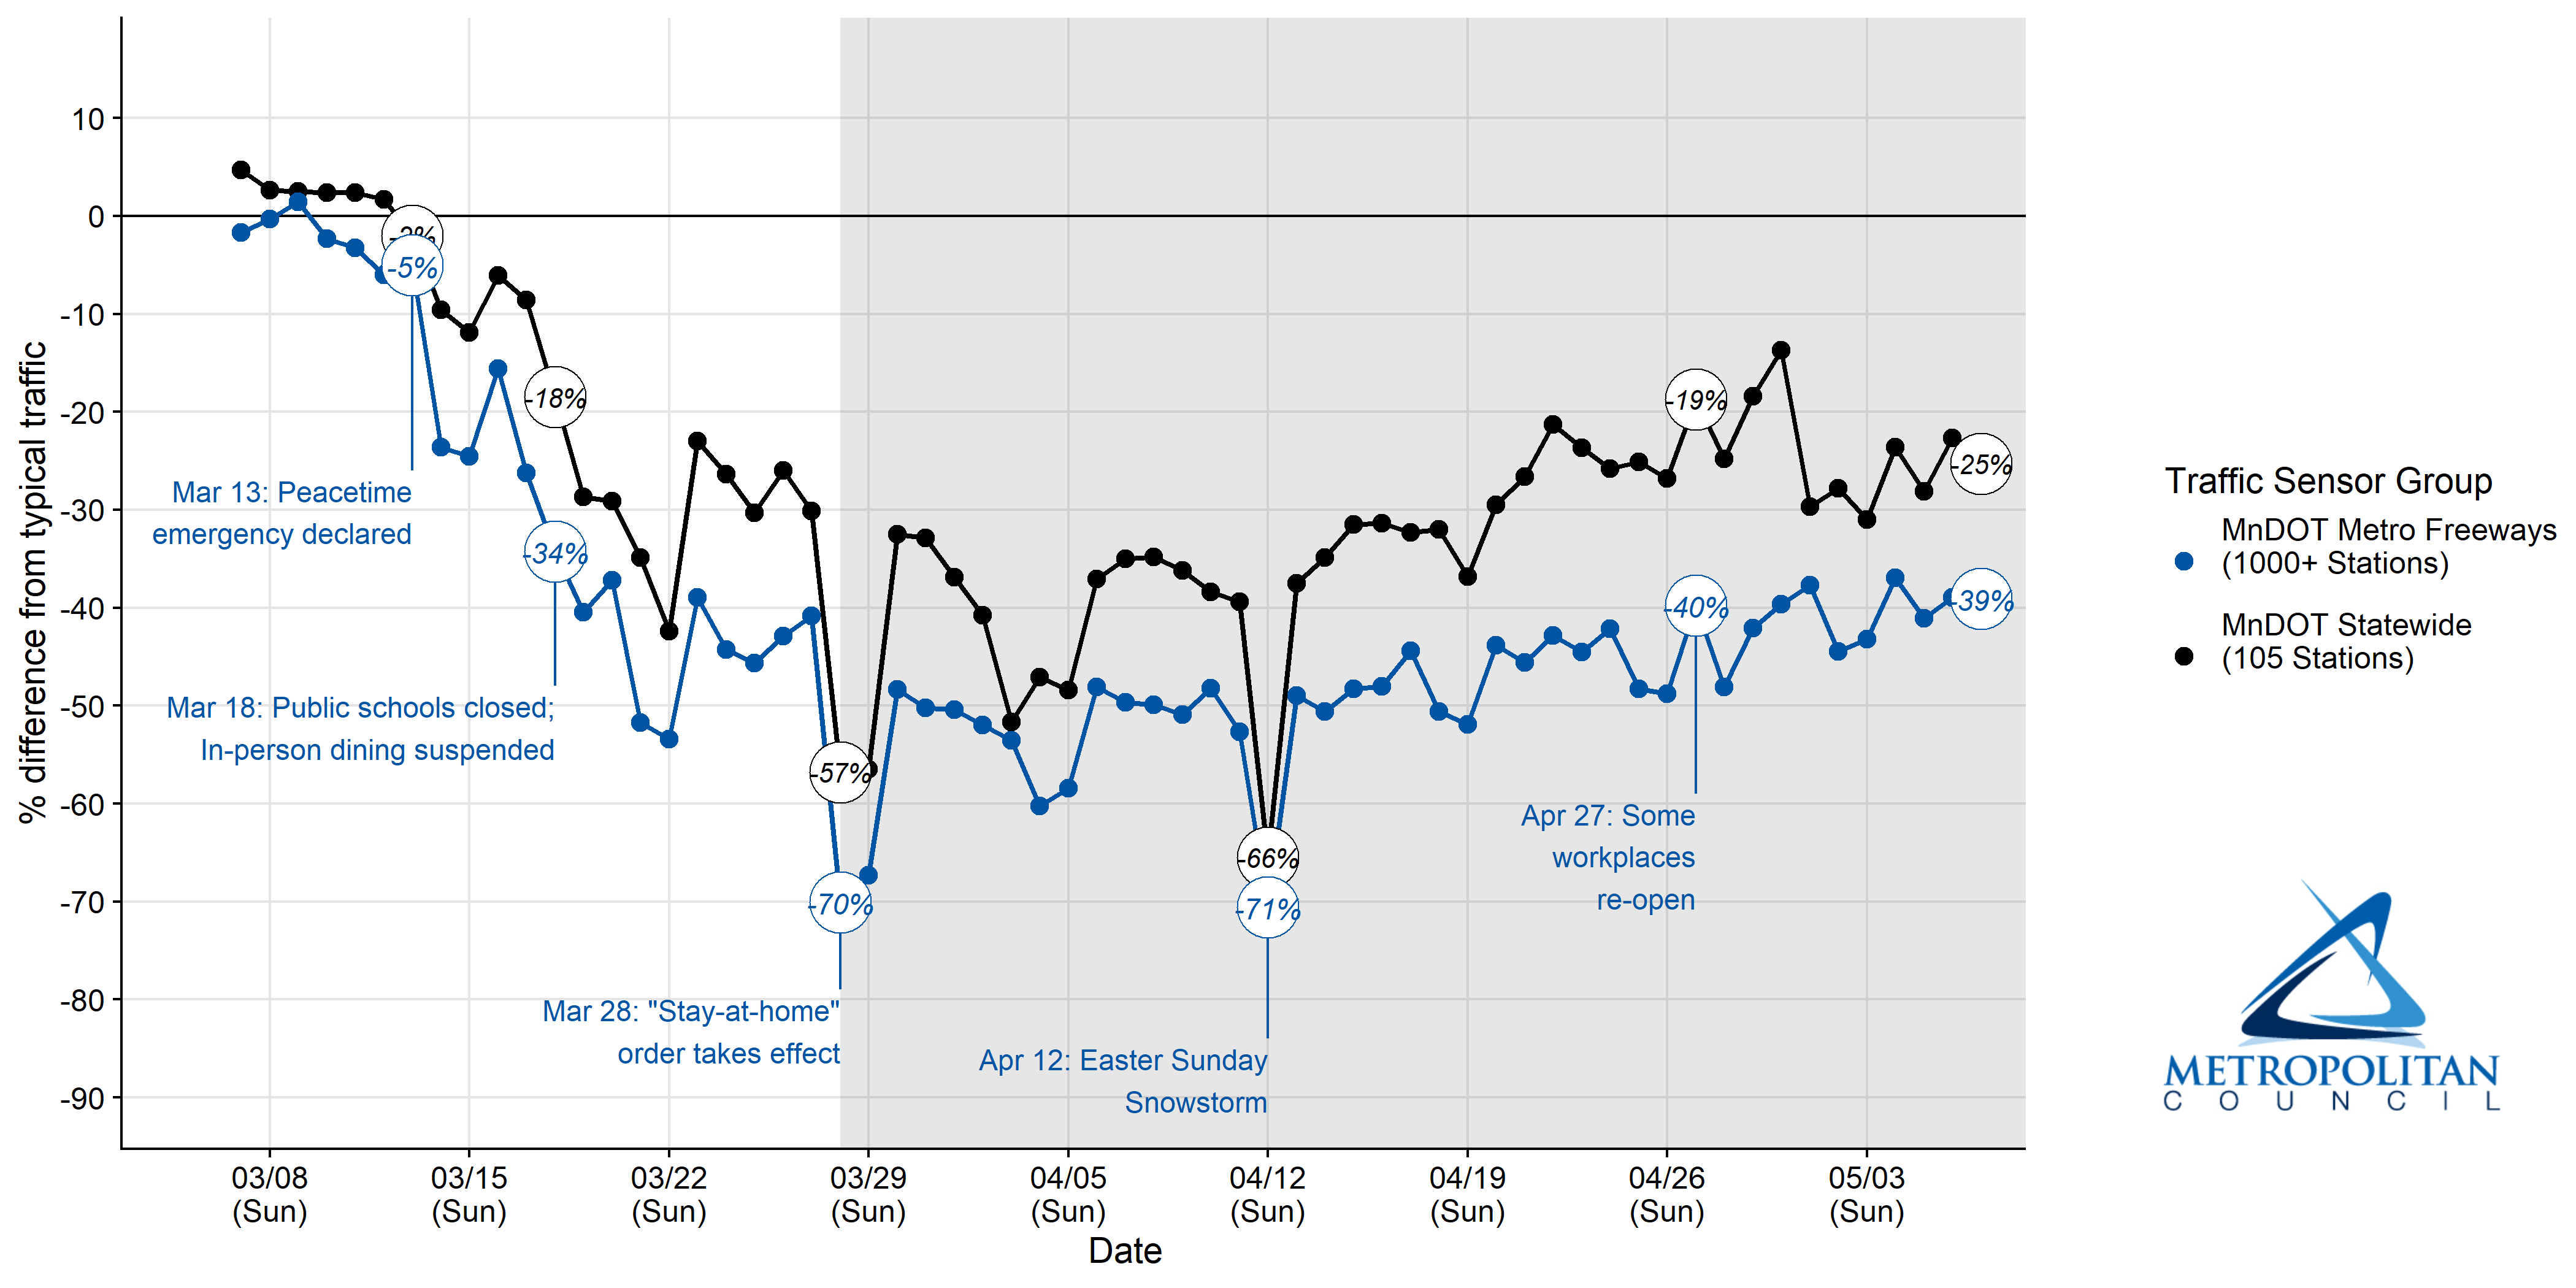 10
0
-10
-20
-30
-40
-50
-60
-70
-80
-90
% difference from typical traffic
-5%
-18%
-34%
-57%
-70%
-66%
-71%
-19%
-40%
-25%
-39%
Mar 13: Peacetime
emergency declared
Mar 18: Public schools closed;
In-person dining suspended
Mar 28: "Stay-at-home"
order takes effect
Apr 12: Easter Sunday
Snowstorm
Apr 27: Some
workplaces
re-open
03/08
(Sun)
03/15
(Sun)
03/22
(Sun)
03/29
(Sun)
04/05
(Sun)
04/12
(Sun)
04/19
(Sun)
04/26
(Sun)
05/03
(Sun)
Date
Traffic Sensor Group
MnDOT Metro Freeways
(1000+ Stations)
MnDOT Statewide
(105 Stations)
METROPOLITAN
COUNCIL